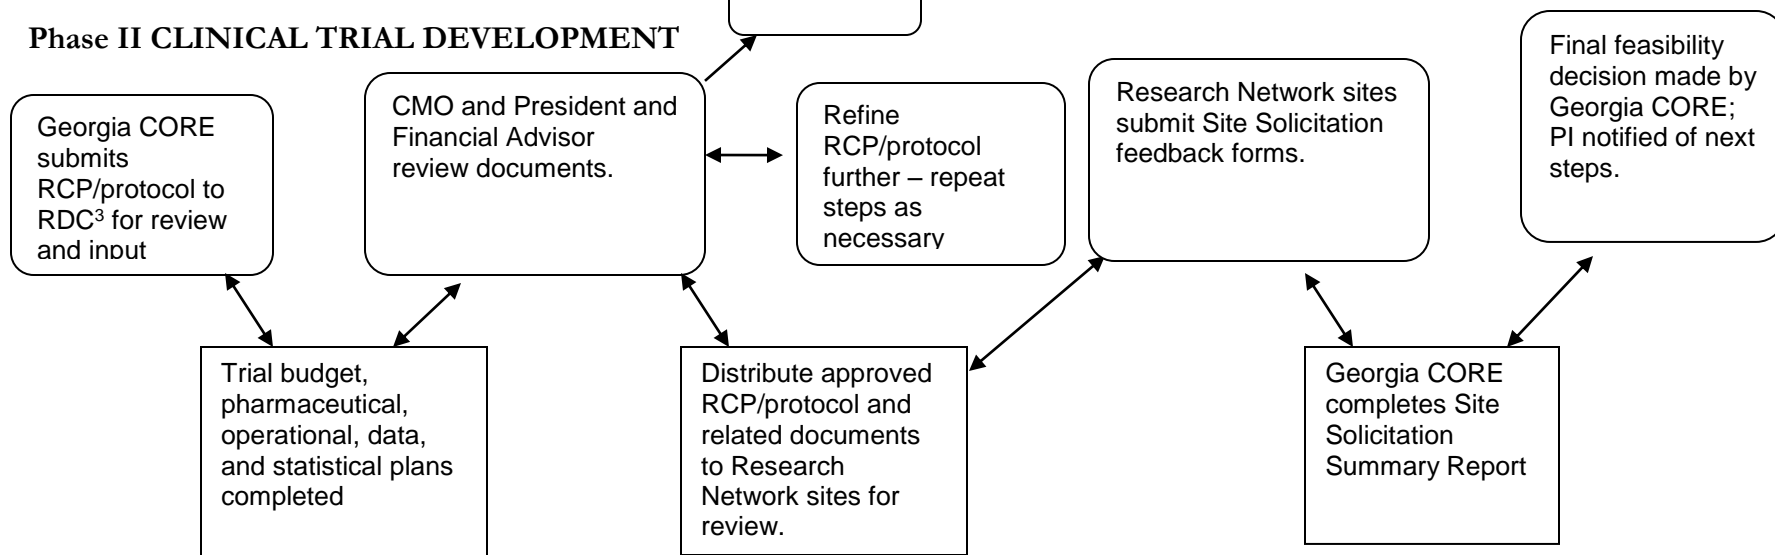 Phase II CLINICAL TRIAL DEVELOPMENT
Georgia CORE
submits
RCP/protocol to
RDC³ for review
and input
CMO and President and
Financial Advisor
review documents.
Refine
RCP/protocol
further – repeat
steps as
necessary
Research Network sites
submit Site Solicitation
feedback forms.
Final feasibility
decision made by
Georgia CORE;
PI notified of next
steps.
Trial budget,
pharmaceutical,
operational, data,
and statistical plans
completed
Distribute approved
RCP/protocol and
related documents
to Research
Network sites for
review.
Georgia CORE
completes Site
Solicitation
Summary Report